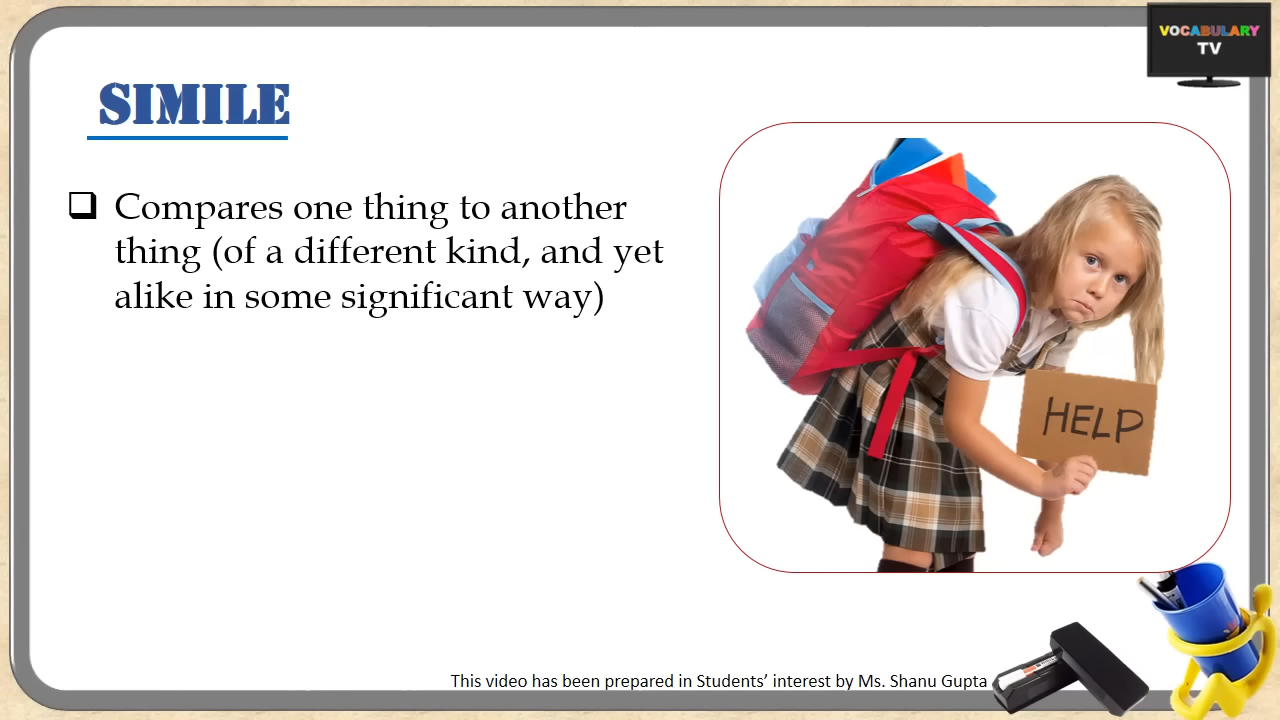 VOCABULARY
TV
SIMILE
Compares one thing to another
thing (of a different kind, and yet
alike in some significant way)
HELP
This video has been prepared in Students’ interest by Ms. Shanu Gupta